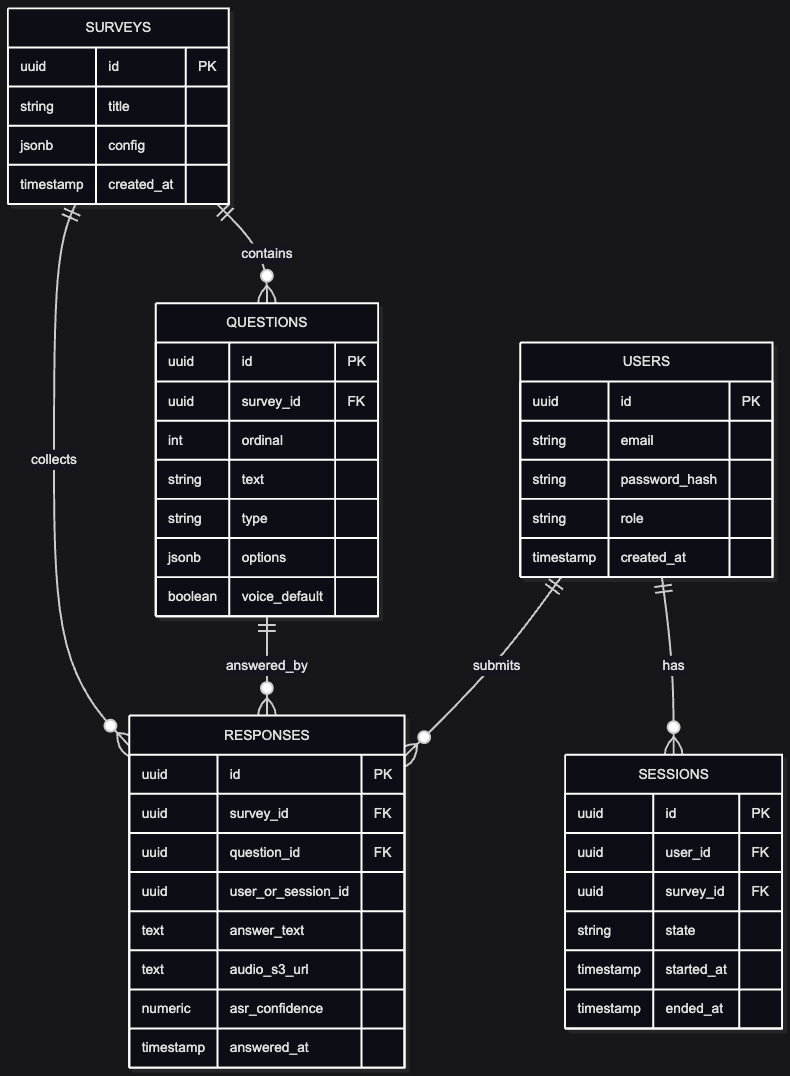 SURVEYS
uuid id PK
string title
jsonb config
timestamp created_at
contains
QUESTIONS
uuid id PK
uuid survey_id FK
int ordinal
string text
string type
jsonb options
boolean voice_default
collects
USERS
uuid id PK
string email
string password_hash
string role
timestamp created_at
answered_by
submits
has
RESPONSES
uuid id PK
uuid survey_id FK
uuid question_id FK
uuid user_or_session_id
text answer_text
text audio_s3_url
numeric asr_confidence
timestamp answered_at
SESSIONS
uuid id PK
uuid user_id FK
uuid survey_id FK
string state
timestamp started_at
timestamp ended_at